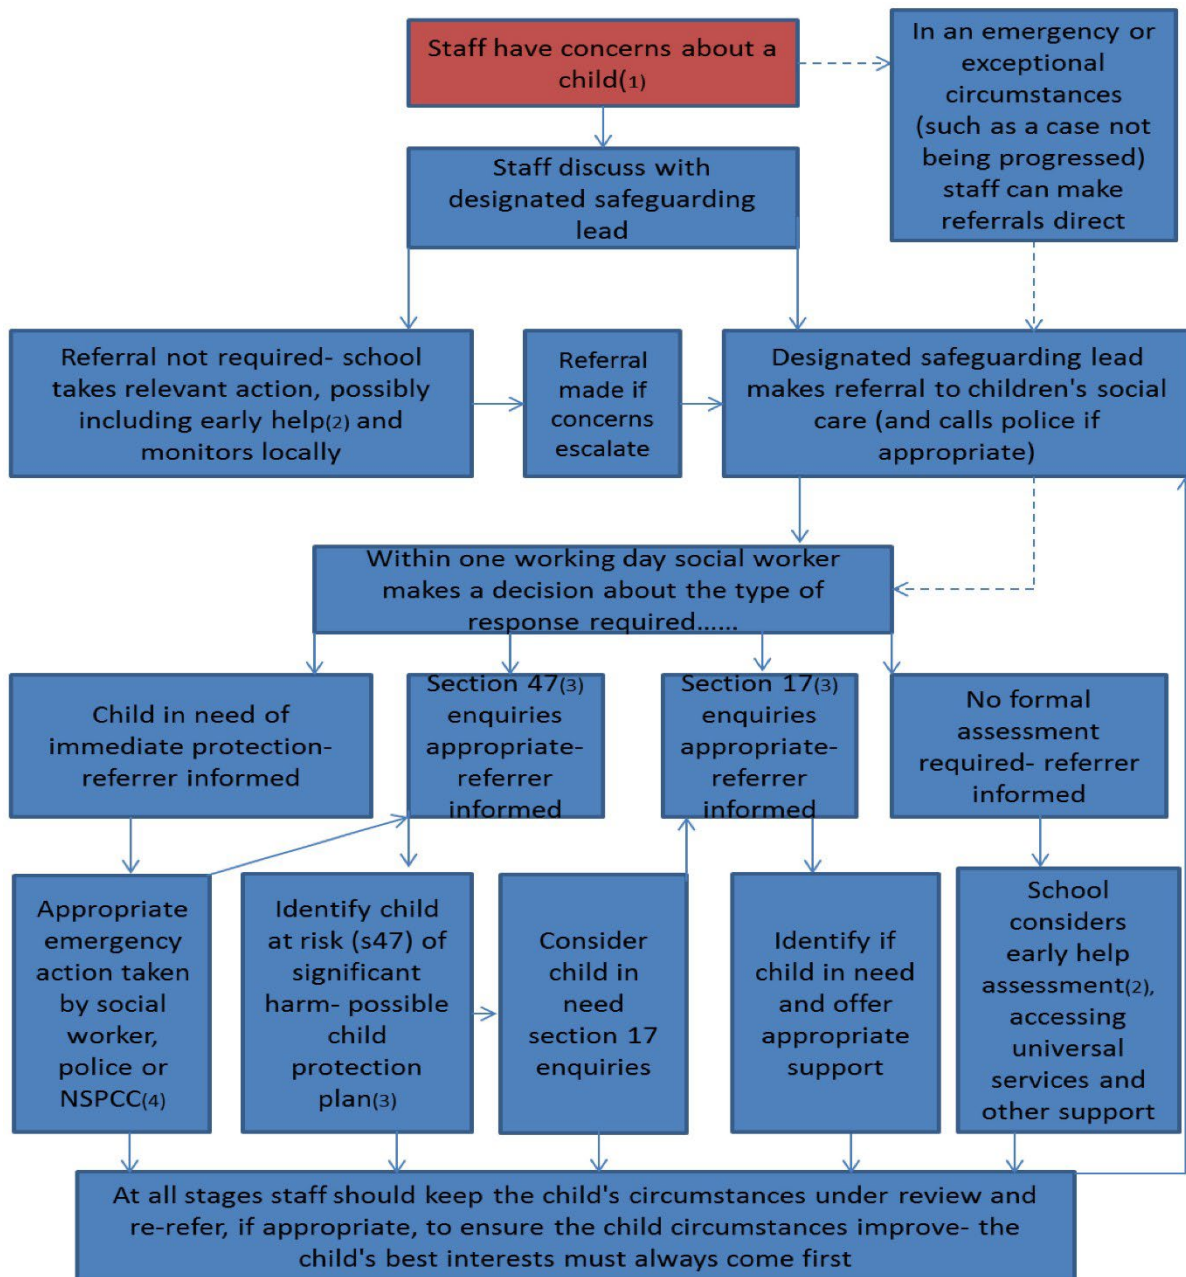 Staff have concerns about a
child(1)
In an emergency or
exceptional
circumstances
(such as a case not
being progressed)
staff can make
referrals direct
Staff discuss with
designated safeguarding
lead
Referral not required- school
takes relevant action, possibly
including early help(2) and
monitors locally
Referral
made if
concerns
escalate
Designated safeguarding lead
makes referral to children's social
care (and calls police if
appropriate)
Within one working day social worker
makes a decision about the type of
response required......
Child in need of
immediate protection-
referrer informed
Section 47(3)
enquiries
appropriate-
referrer
informed
Section 17(3)
enquiries
appropriate-
referrer
informed
No formal
assessment
required- referrer
informed
Appropriate
emergency
action taken
by social
worker,
police or
NSPCC(4)
Identify child
at risk (s47) of
significant
harm- possible
child
protection
plan(3)
Consider
child in
need
section 17
enquiries
Identify if
child in need
and offer
appropriate
support
School
considers
early help
assessment(2),
accessing
universal
services and
other support
At all stages staff should keep the child's circumstances under review and
re-refer, if appropriate, to ensure the child circumstances improve- the
child's best interests must always come first